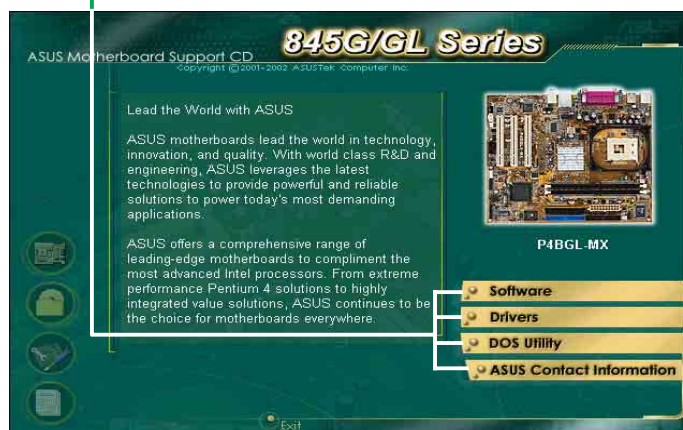 845G/GL Series
ASUS Motherboard Support CD
Copyright (C)2001-2002 ASUSTek Computer Inc.
Lead the World with ASUS
ASUS motherboards lead the world in technology,
innovation, and quality. With world class R&D and
engineering, ASUS leverages the latest
technologies to provide powerful and reliable
solutions to power today's most demanding
applications.
ASUS offers a comprehensive range of
leading-edge motherboards to compliment the
most advanced Intel processors. From extreme
performance Pentium 4 solutions to highly
integrated value solutions, ASUS continues to be
the choice for motherboards everywhere.
P4BGL-MX
Software
Drivers
DOS Utility
ASUS Contact Information
Exit